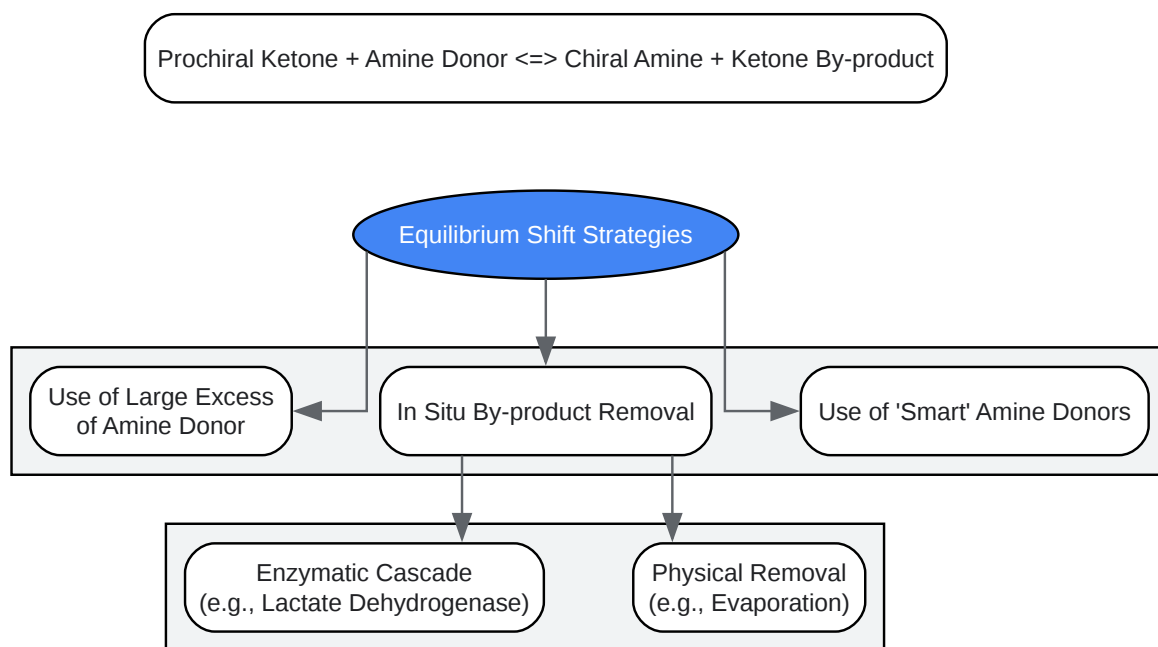 Prochiral Ketone + Amine Donor <=> Chiral Amine + Ketone By-product
Equilibrium Shift Strategies
Use of Large Excess
of Amine Donor
In Situ By-product Removal
Use of 'Smart' Amine Donors
Enzymatic Cascade
(e.g., Lactate Dehydrogenase)
Physical Removal
(e.g., Evaporation)